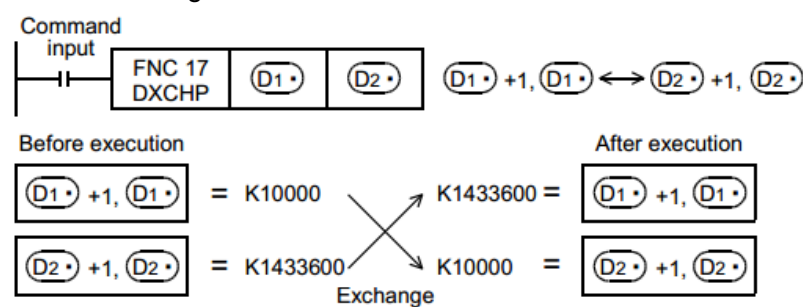 Command
input
FNC 17
DXCHP
D1• D2• D1• +1, D1• ↔ D2• +1, D2•
Before execution After execution
D1• +1, D1• = K10000 K1433600 = D1• +1, D1•
D2• +1, D2• = K1433600 K10000 = D2• +1, D2•
Exchange